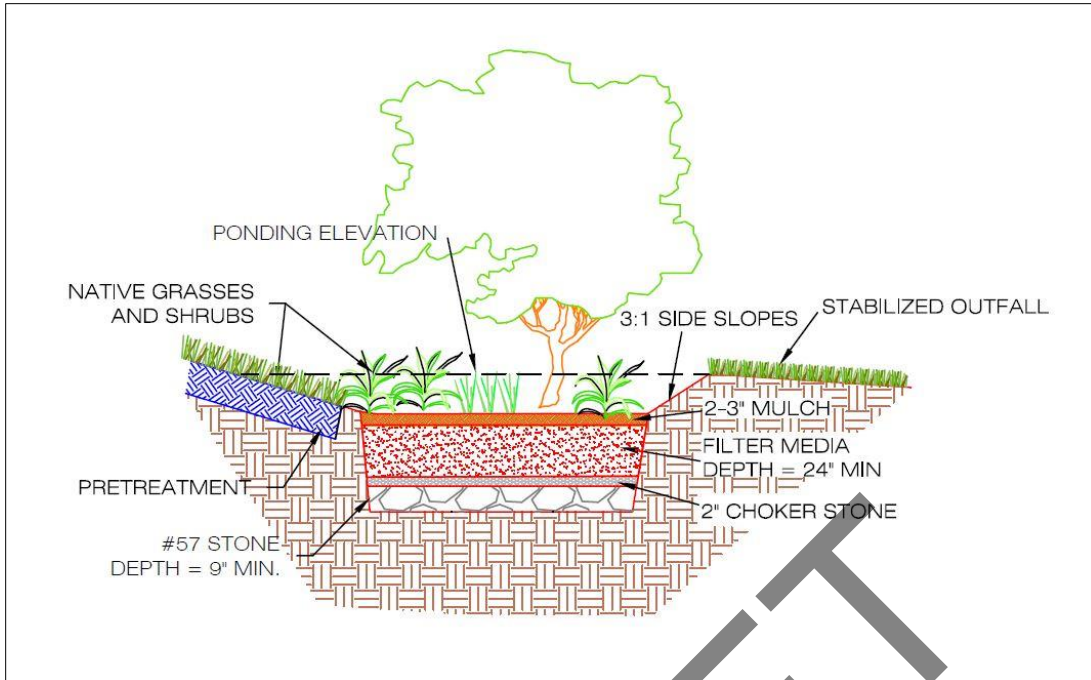 PONDING ELEVATION
NATIVE GRASSES
AND SHRUBS
3:1 SIDE SLOPES
STABILIZED OUTFALL
2-3" MULCH
FILTER MEDIA
DEPTH = 24" MIN
PRETREATMENT
2" CHOKER STONE
#57 STONE
DEPTH = 9" MIN.